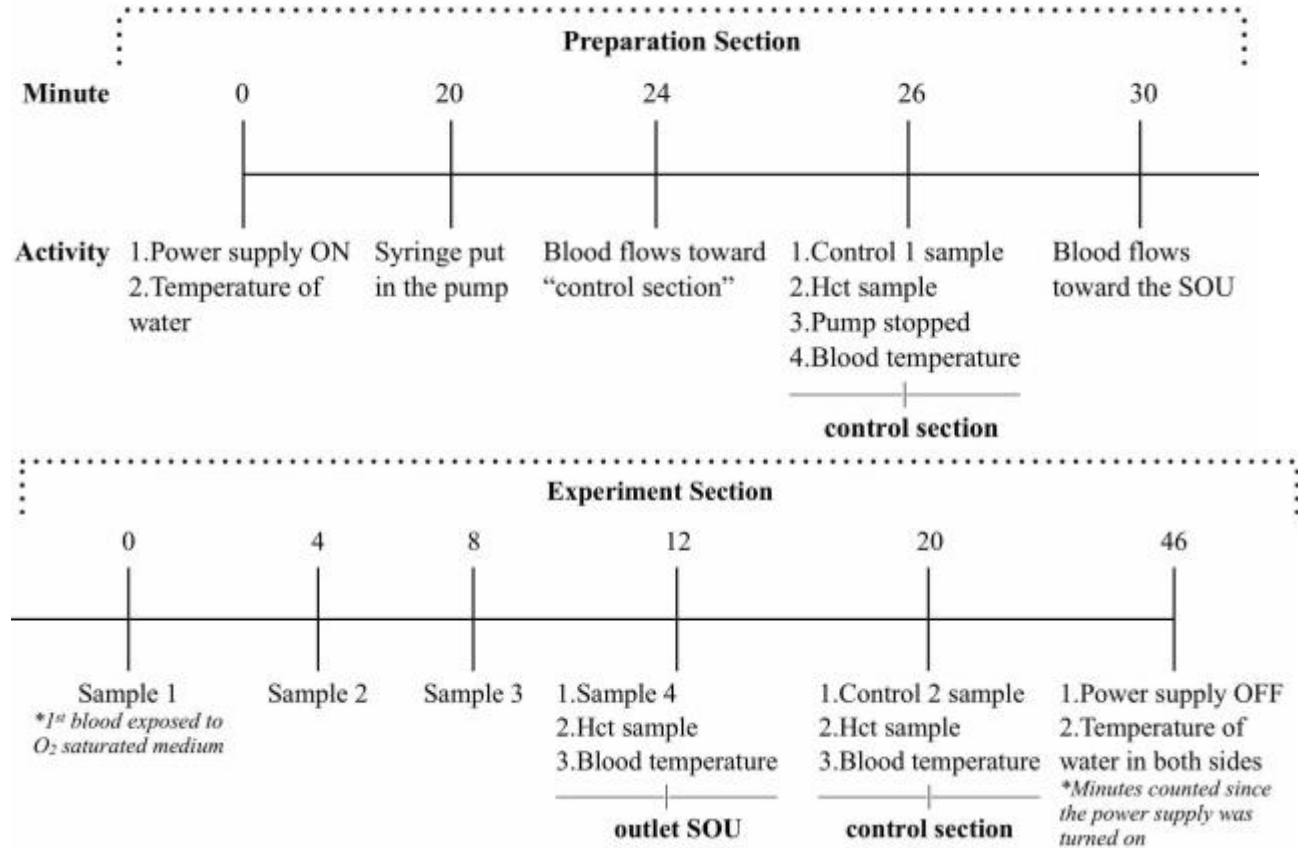 Preparation Section
Minute 0 20 24 26 30
Activity 1.Power supply ON Syringe put Blood flows toward 1.Control 1 sample Blood flows
2.Temperature of in the pump “control section” 2.Hct sample toward the SOU
water 3.Pump stopped
4.Blood temperature
control section
Experiment Section
0 4 8 12 20 46
Sample 1 Sample 2 Sample 3 1.Sample 4 1.Control 2 sample 1.Power supply OFF
*1st blood exposed to 2.Hct sample 2.Hct sample 2.Temperature of
O2 saturated medium 3.Blood temperature 3.Blood temperature water in both sides
*Minutes counted since
outlet SOU control section the power supply was
turned on